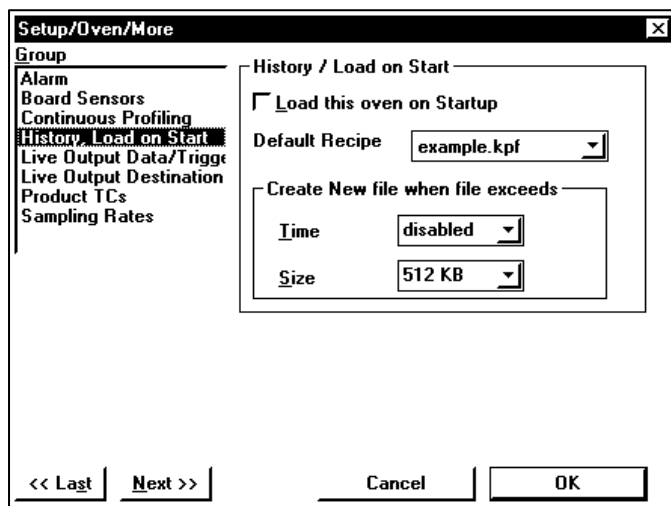 Setup/Oven/More
Group
Alarm
Board Sensors
Continuous Profiling
History, Load on Start
Live Output Data/Trigge
Live Output Destination
Product TCs
Sampling Rates
History / Load on Start
Load this oven on Startup
Default Recipe example.kpf
Create New file when file exceeds
Time disabled
Size 512 KB
<< Last Next >> Cancel OK